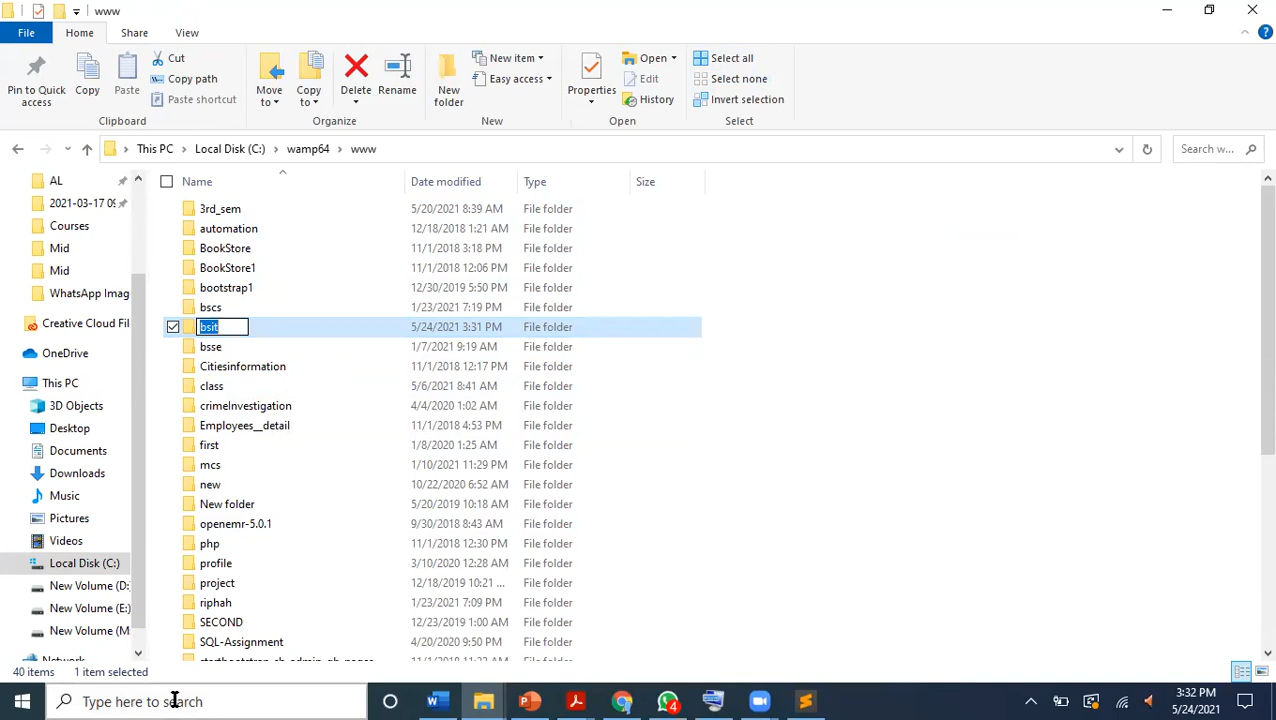 www
File Home Share View
Pin to Quick access
Copy
Paste
Cut
Copy path
Paste shortcut
Clipboard
Move to
Copy to
Delete
Rename
Organize
New folder
New item
Easy access
New
Properties
Open
Edit
History
Open
Select all
Select none
Invert selection
Select
This PC > Local Disk (C:) > wamp64 > www
Search w...
AL
2021-03-17 09
Courses
Mid
Mid
WhatsApp Imag
Creative Cloud Fil
OneDrive
This PC
3D Objects
Desktop
Documents
Downloads
Music
Pictures
Videos
Local Disk (C:)
New Volume (D:
New Volume (E:)
New Volume (M
Name Date modified Type Size
3rd_sem 5/20/2021 8:39 AM File folder
automation 12/18/2018 1:21 AM File folder
BookStore 11/1/2018 3:18 PM File folder
BookStore1 11/1/2018 12:06 PM File folder
bootstrap1 12/30/2019 5:50 PM File folder
bscs 1/23/2021 7:19 PM File folder
bsit 5/24/2021 3:31 PM File folder
bsse 1/7/2021 9:19 AM File folder
Citiesinformation 11/1/2018 12:17 PM File folder
class 5/6/2021 8:41 AM File folder
crimeInvestigation 4/4/2020 1:02 AM File folder
Employees__detail 11/1/2018 4:53 PM File folder
first 1/8/2020 1:25 AM File folder
mcs 1/10/2021 11:29 PM File folder
new 10/22/2020 6:52 AM File folder
New folder 5/20/2019 10:18 AM File folder
openemr-5.0.1 9/30/2018 8:43 AM File folder
php 11/1/2018 12:30 PM File folder
profile 3/10/2020 12:28 AM File folder
project 12/18/2019 10:21 ... File folder
riphah 1/23/2021 7:09 PM File folder
SECOND 12/23/2019 1:00 AM File folder
SQL-Assignment 4/20/2020 9:50 PM File folder
40 items 1 item selected
Type here to search
4
3:32 PM
5/24/2021